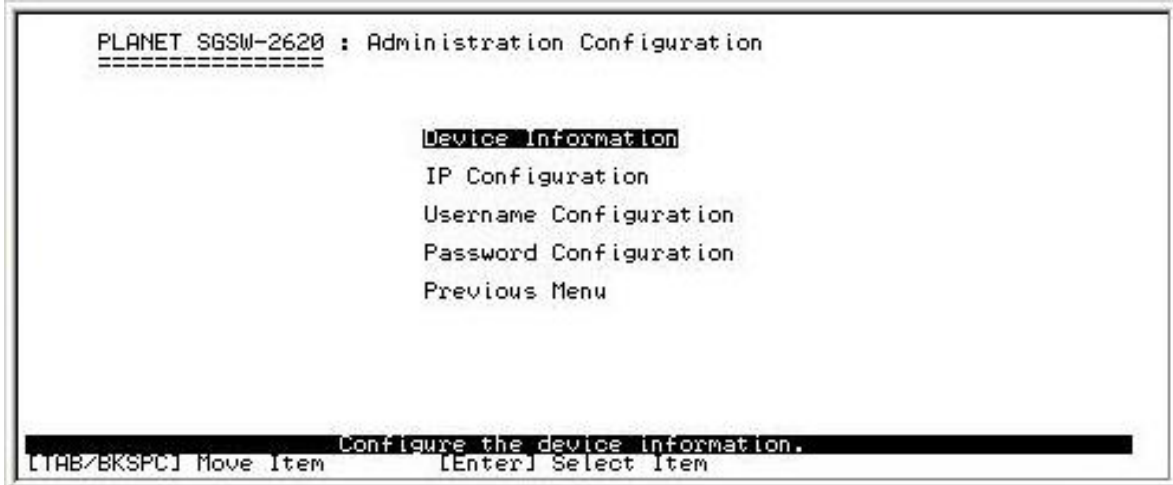 PLANET SGSW-2620 : Administration Configuration
================
Device Information
IP Configuration
Username Configuration
Password Configuration
Previous Menu
Configure the device information.
[TAB/BKSPC] Move Item [Enter] Select Item